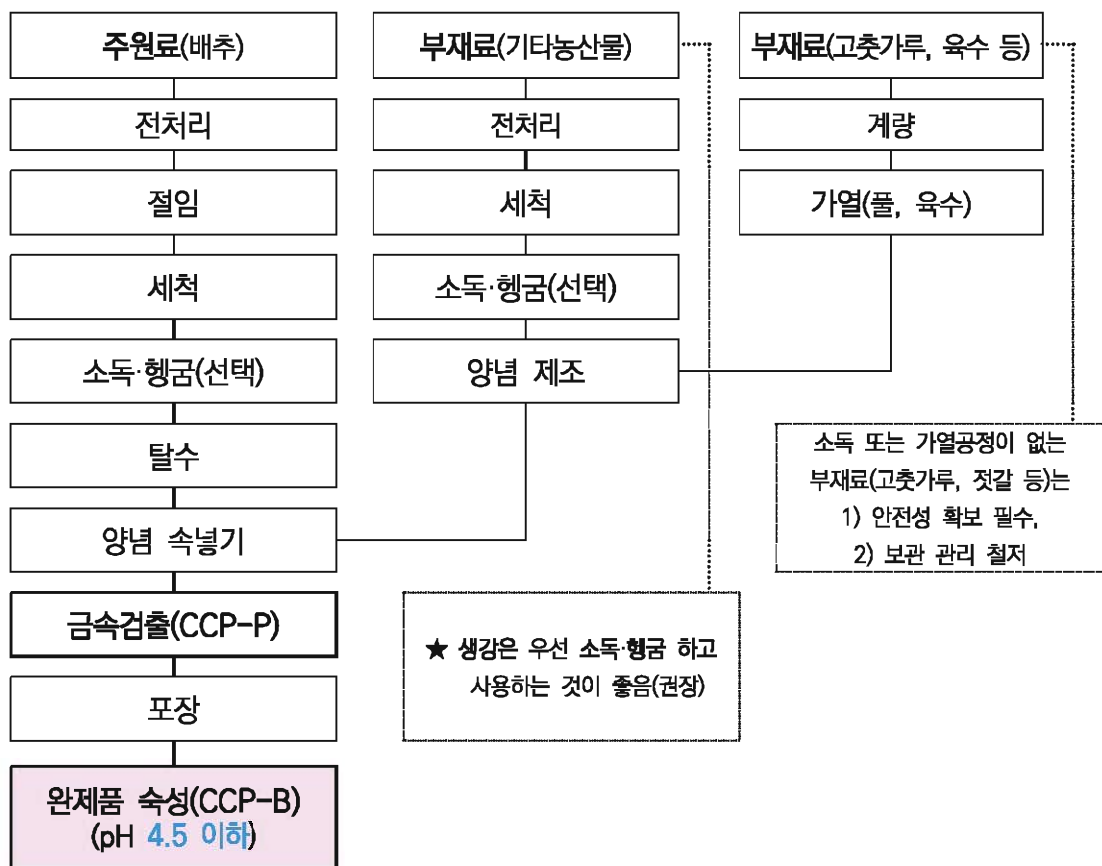 주원료(배추)
전처리
절임
세척
소독·헹굼(선택)
탈수
양념 속넣기
금속검출(CCP-P)
포장
완제품 숙성(CCP-B)
(pH 4.5 이하)
부재료(기타농산물)
전처리
세척
소독·헹굼(선택)
양념 제조
★ 생강은 우선 소독·헹굼 하고
사용하는 것이 좋음(권장)
부재료(고춧가루, 육수 등)
계량
가열(풀, 육수)
소독 또는 가열공정이 없는
부재료(고춧가루, 젓갈 등)는
1) 안전성 확보 필수,
2) 보관 관리 철저